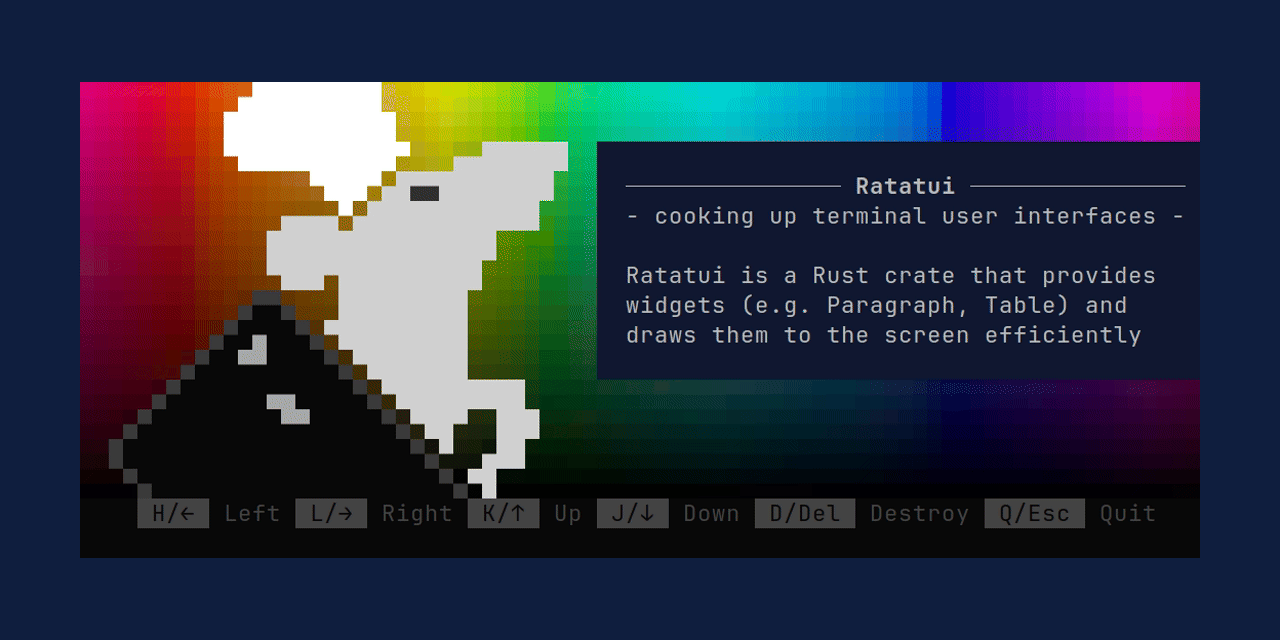 Ratatui
- cooking up terminal user interfaces -
Ratatui is a Rust crate that provides
widgets (e.g. Paragraph, Table) and
draws them to the screen efficiently
H/← Left L/→ Right K/↑ Up J/↓ Down D/Del Destroy Q/Esc Quit